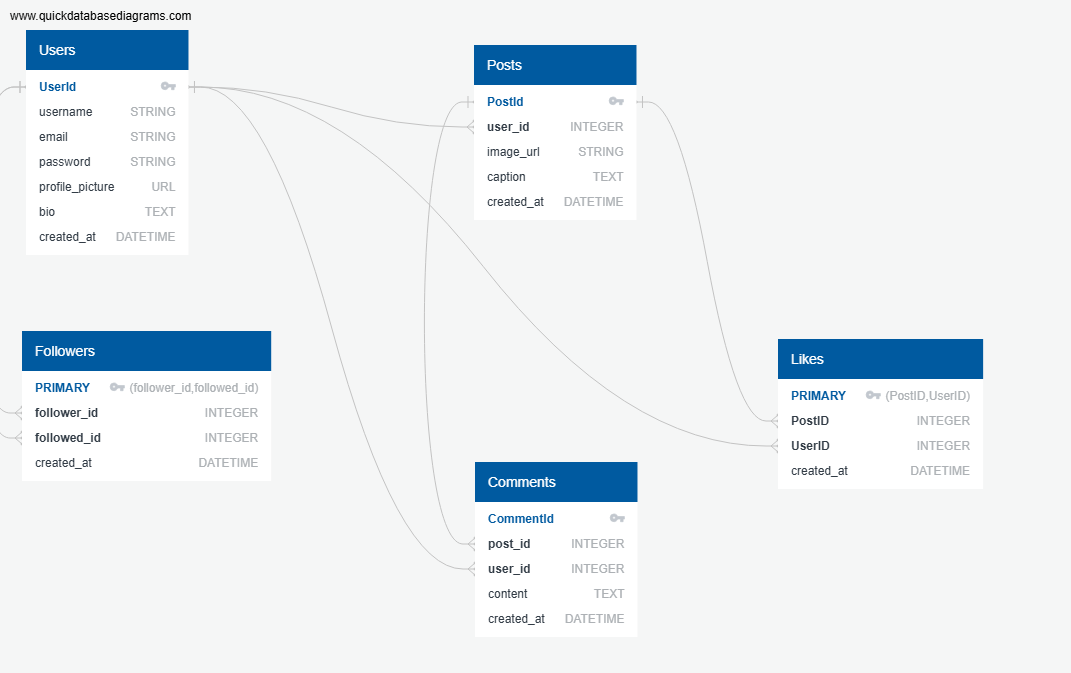 www.quickdatabasediagrams.com
Users
UserId
username STRING
email STRING
password STRING
profile_picture URL
bio TEXT
created_at DATETIME
Posts
PostId
user_id INTEGER
image_url STRING
caption TEXT
created_at DATETIME
Followers
PRIMARY (follower_id,followed_id)
follower_id INTEGER
followed_id INTEGER
created_at DATETIME
Likes
PRIMARY (PostID,UserID)
PostID INTEGER
UserID INTEGER
created_at DATETIME
Comments
CommentId
post_id INTEGER
user_id INTEGER
content TEXT
created_at DATETIME